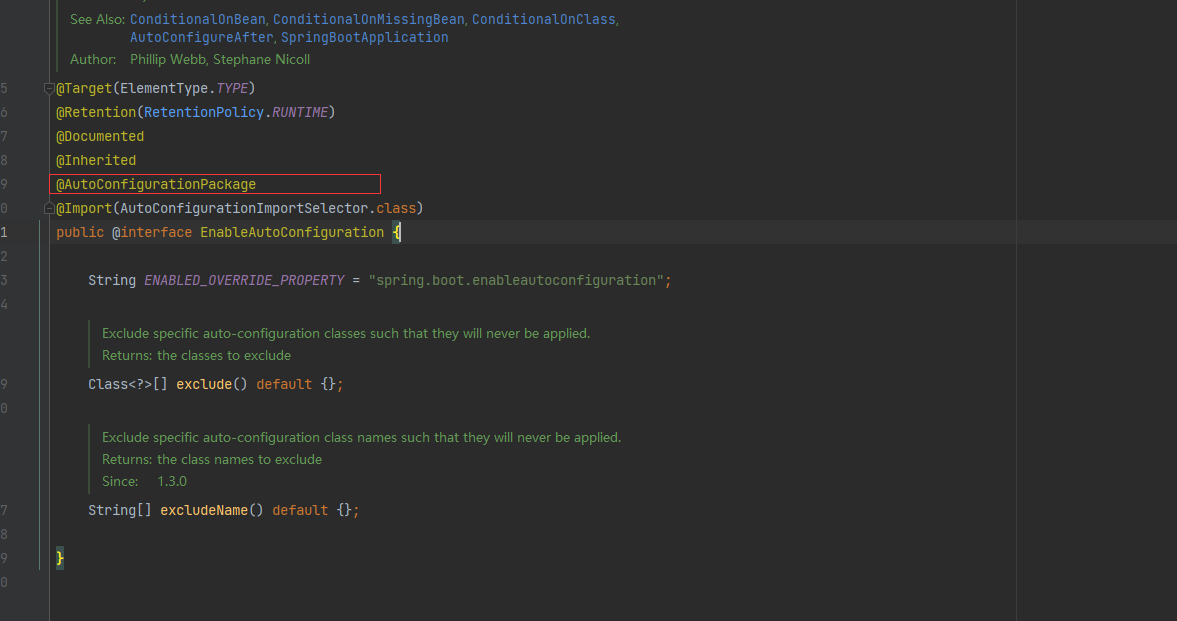 See Also: ConditionalOnBean, ConditionalOnMissingBean, ConditionalOnClass,
AutoConfigureAfter, SpringBootApplication
Author: Phillip Webb, Stephane Nicoll
5 @Target(ElementType.TYPE)
6 @Retention(RetentionPolicy.RUNTIME)
7 @Documented
8 @Inherited
9 @AutoConfigurationPackage
0 @Import(AutoConfigurationImportSelector.class)
1 public @interface EnableAutoConfiguration {
2
3 String ENABLED_OVERRIDE_PROPERTY = "spring.boot.enableautoconfiguration";
4
Exclude specific auto-configuration classes such that they will never be applied.
Returns: the classes to exclude
9 Class<?>[] exclude() default {};
0
Exclude specific auto-configuration class names such that they will never be applied.
Returns: the class names to exclude
Since: 1.3.0
7 String[] excludeName() default {};
8
9 }
0